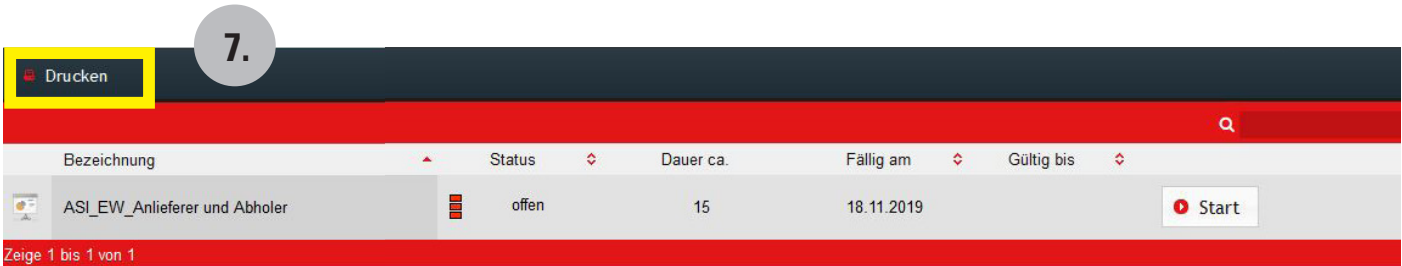 7.
Drucken
Bezeichnung Status Dauer ca. Fällig am Gültig bis
ASI_EW_Anlieferer und Abholer offen 15 18.11.2019 Start
Zeige 1 bis 1 von 1